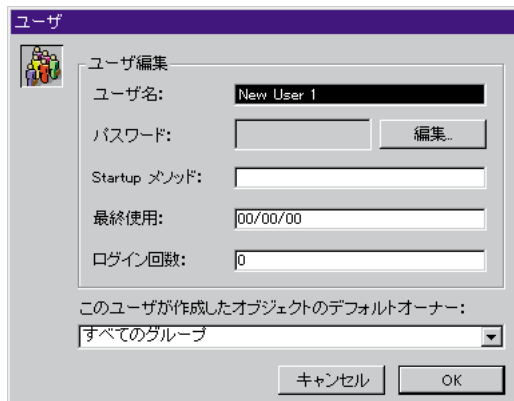 ユーザ
ユーザ編集
ユーザ名: New User 1
パスワード: 編集...
Startup メソッド:
最終使用: 00/00/00
ログイン回数: 0
このユーザが作成したオブジェクトのデフォルトオーナー:
すべてのグループ
キャンセル OK